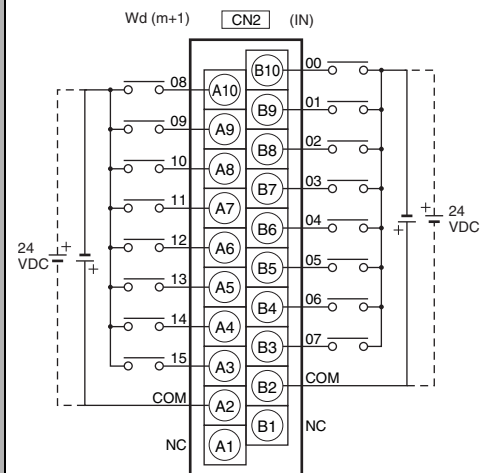 Wd (m+1) CN2 (IN)
B10 00
08 A10
B9 01
09 A9
B8 02
10 A8
B7 03
11 A7
B6 04
12 A6
B5 05
13 A5
B4 06
14 A4
B3 07
15 A3
B2 COM
COM A2
B1 NC
NC A1
24 VDC + +
+ + 24 VDC